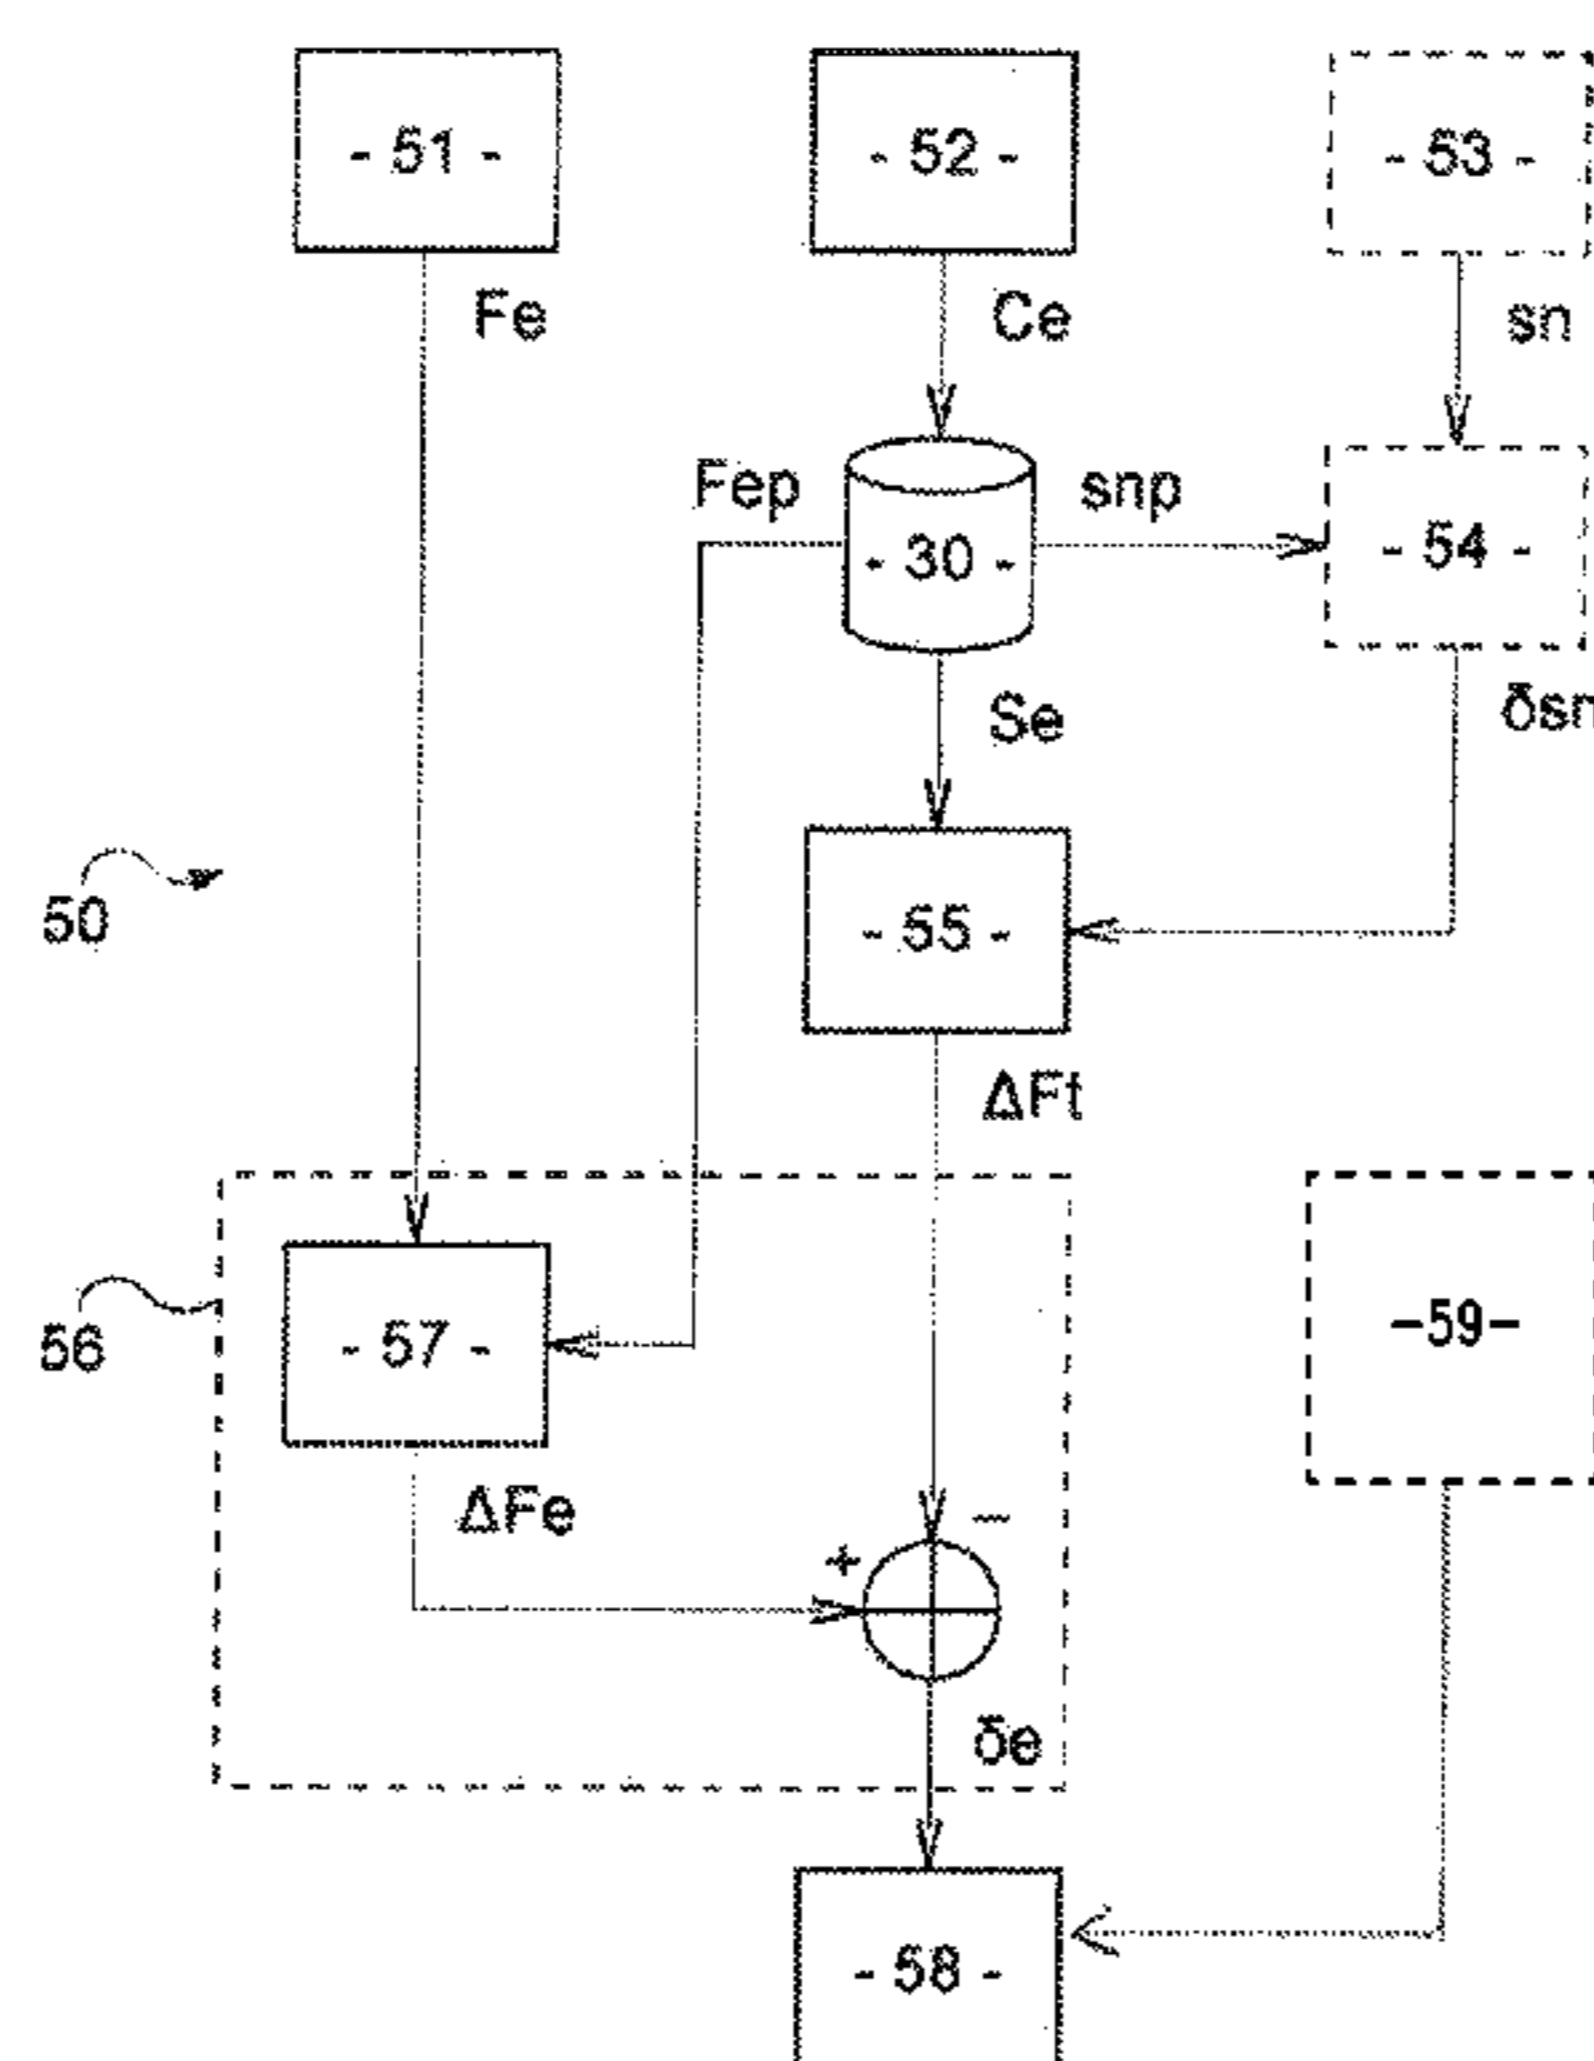 - 51 -
- 52 -
- 53 -
Fe
Ce
sn
Fep
snp
- 30 -
- 54 -
Se
δsn
50
- 55 -
ΔFt
56
- 57 -
-59-
ΔFe
+
−
δe
- 58 -